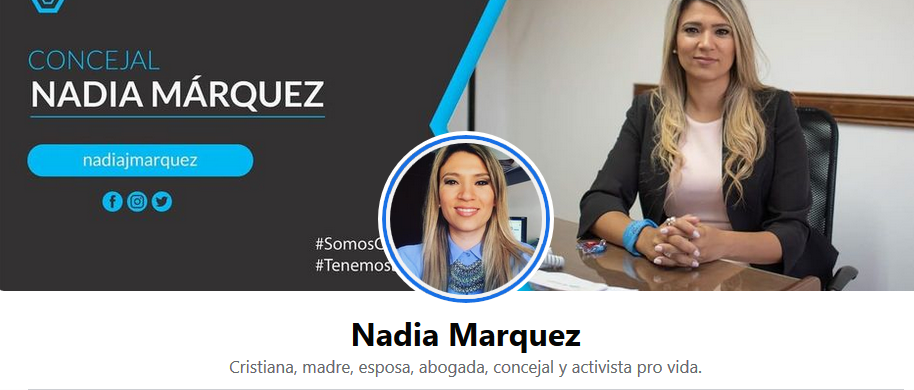 CONCEJAL
NADIA MÁRQUEZ
nadiajmarquez
Nadia Marquez
Cristiana, madre, esposa, abogada, concejal y activista pro vida.